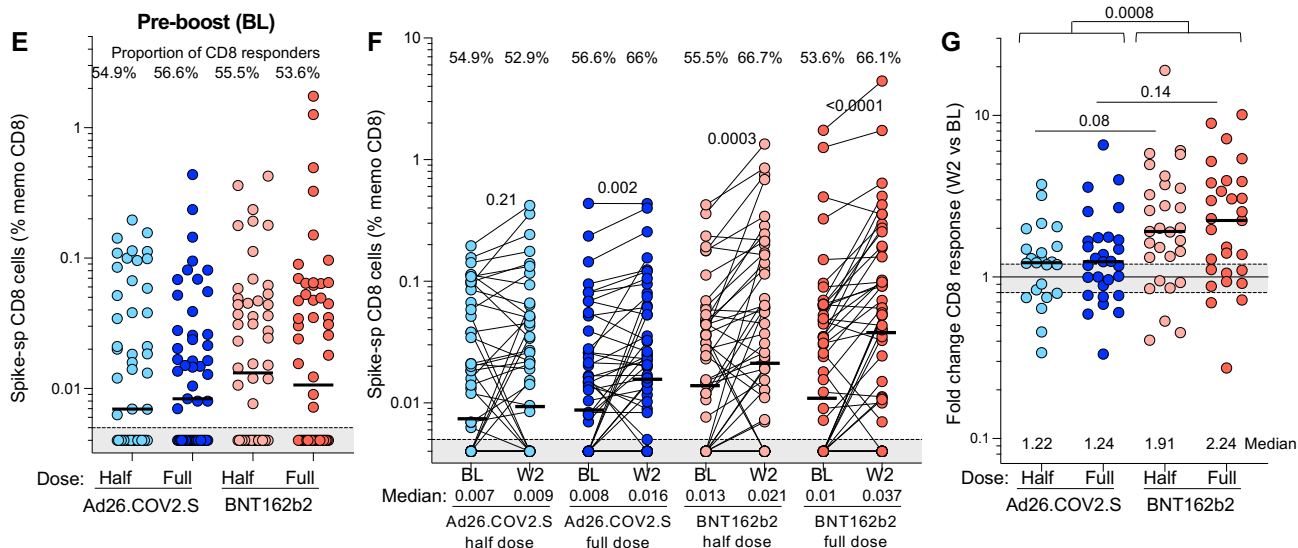 E
Pre-boost (BL)
Proportion of CD8 responders
54.9% 56.6% 55.5% 53.6%
Spike-sp CD8 cells (% memo CD8)
1
0.1
0.01
Dose: Half Full Half Full
Ad26.COV2.S BNT162b2
F
10
54.9% 52.9% 56.6% 66% 55.5% 66.7% 53.6% 66.1%
<0.0001
0.0003
0.002
0.21
Spike-sp CD8 cells (% memo CD8)
1
0.1
0.01
BL W2 BL W2 BL W2 BL W2
Median: 0.007 0.009 0.008 0.016 0.013 0.021 0.01 0.037
Ad26.COV2.S Ad26.COV2.S BNT162b2 BNT162b2
half dose full dose half dose full dose
G
0.0008
0.14
0.08
Fold change CD8 response (W2 vs BL)
10
1
0.1
1.22 1.24 1.91 2.24 Median
Dose: Half Full Half Full
Ad26.COV2.S BNT162b2